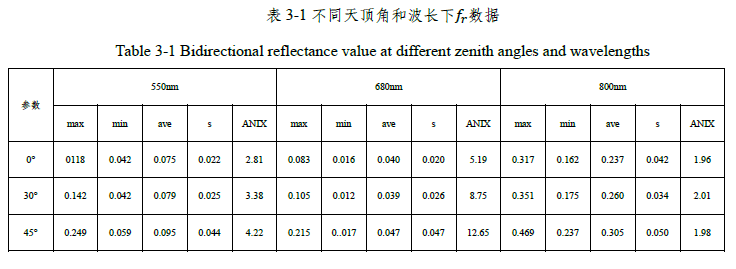 表 3-1 不同天顶角和波长下fr数据
Table 3-1 Bidirectional reflectance value at different zenith angles and wavelengths
参数 550nm 680nm 800nm
max min ave s ANIX max min ave s ANIX max min ave s ANIX
0° 0118 0.042 0.075 0.022 2.81 0.083 0.016 0.040 0.020 5.19 0.317 0.162 0.237 0.042 1.96
30° 0.142 0.042 0.079 0.025 3.38 0.105 0.012 0.039 0.026 8.75 0.351 0.175 0.260 0.034 2.01
45° 0.249 0.059 0.095 0.044 4.22 0.215 0..017 0.047 0.047 12.65 0.469 0.237 0.305 0.050 1.98